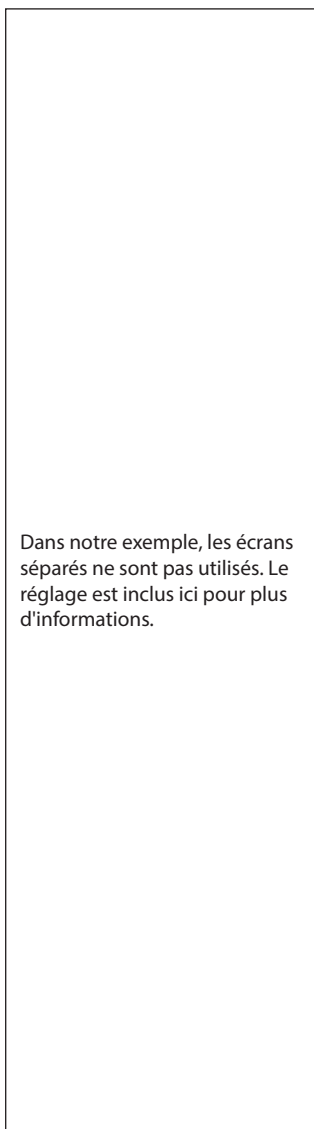 Dans notre exemple, les écrans
séparés ne sont pas utilisés. Le
réglage est inclus ici pour plus
d'informations.